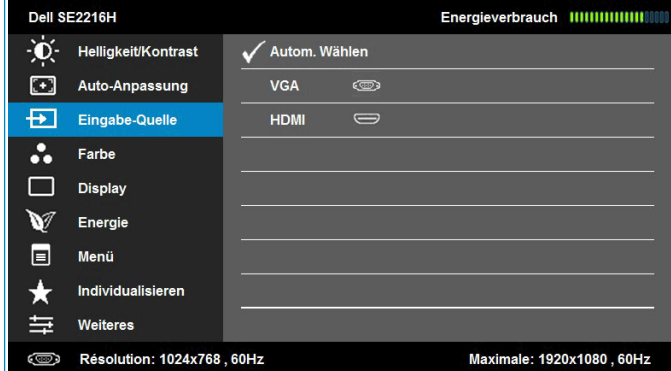 Dell SE2216H Energieverbrauch
Helligkeit/Kontrast Autom. Wählen
Auto-Anpassung VGA
Eingabe-Quelle HDMI
Farbe
Display
Energie
Menü
Individualisieren
Weiteres
Résolution: 1024x768 , 60Hz Maximale: 1920x1080 , 60Hz